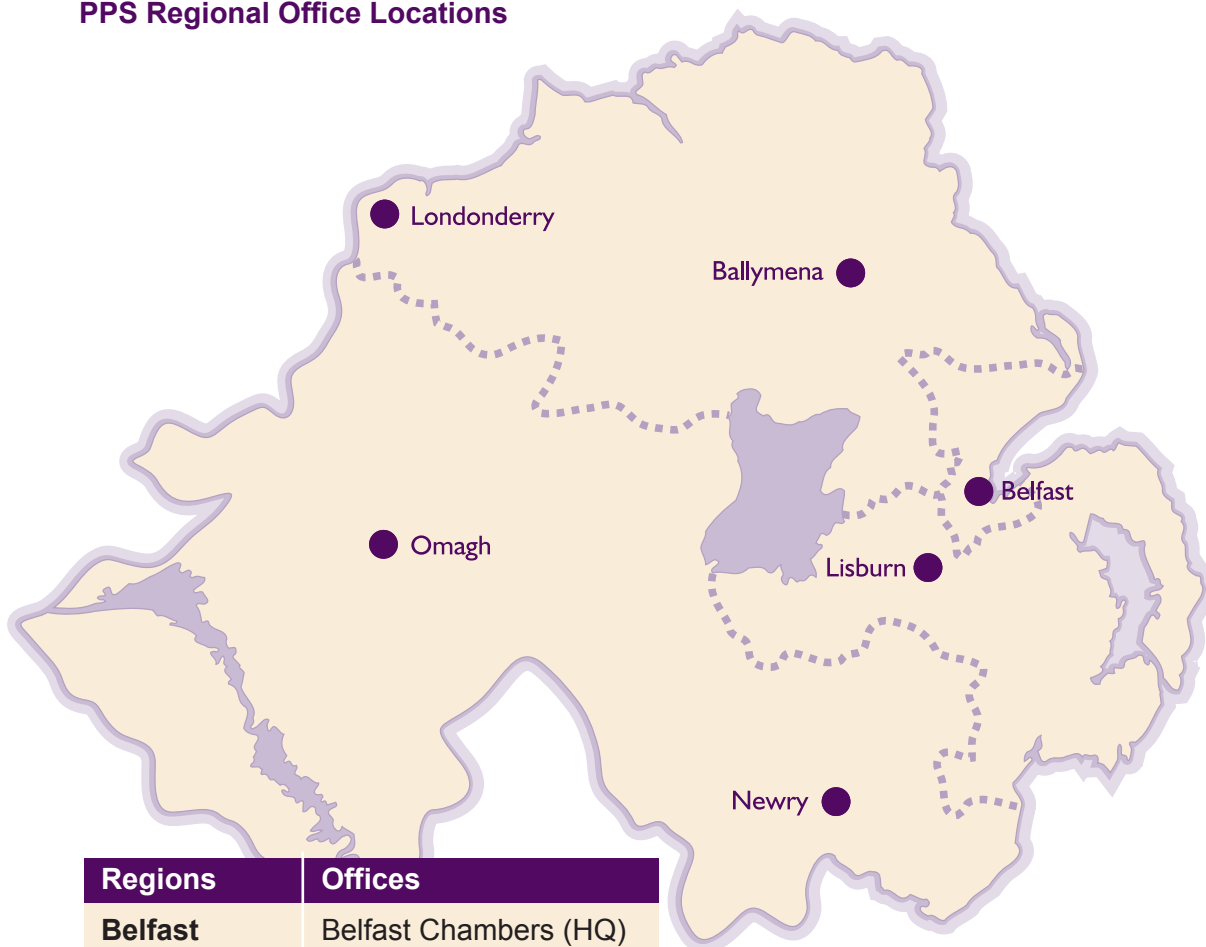 PPS Regional Office Locations
Londonderry
Ballymena
Belfast
Omagh
Lisburn
Newry
Regions Offices
Belfast Belfast Chambers (HQ)